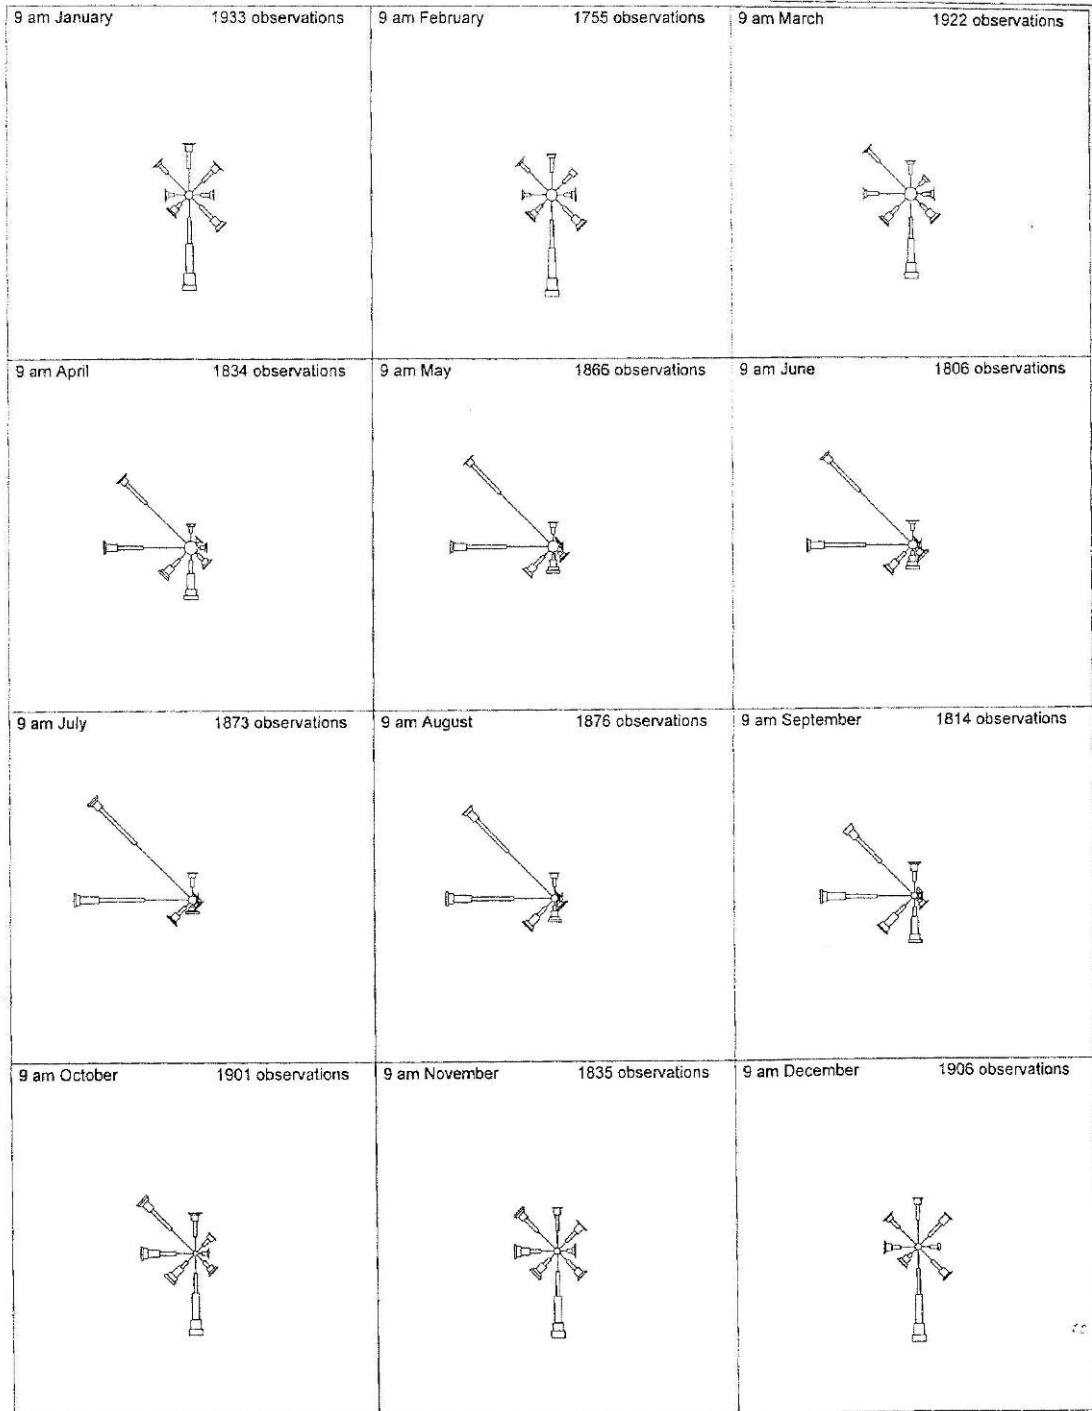 9 am January 1933 observations 9 am February 1755 observations 9 am March 1922 observations
9 am April 1834 observations 9 am May 1866 observations 9 am June 1806 observations
9 am July 1873 observations 9 am August 1876 observations 9 am September 1814 observations
9 am October 1901 observations 9 am November 1835 observations 9 am December 1906 observations